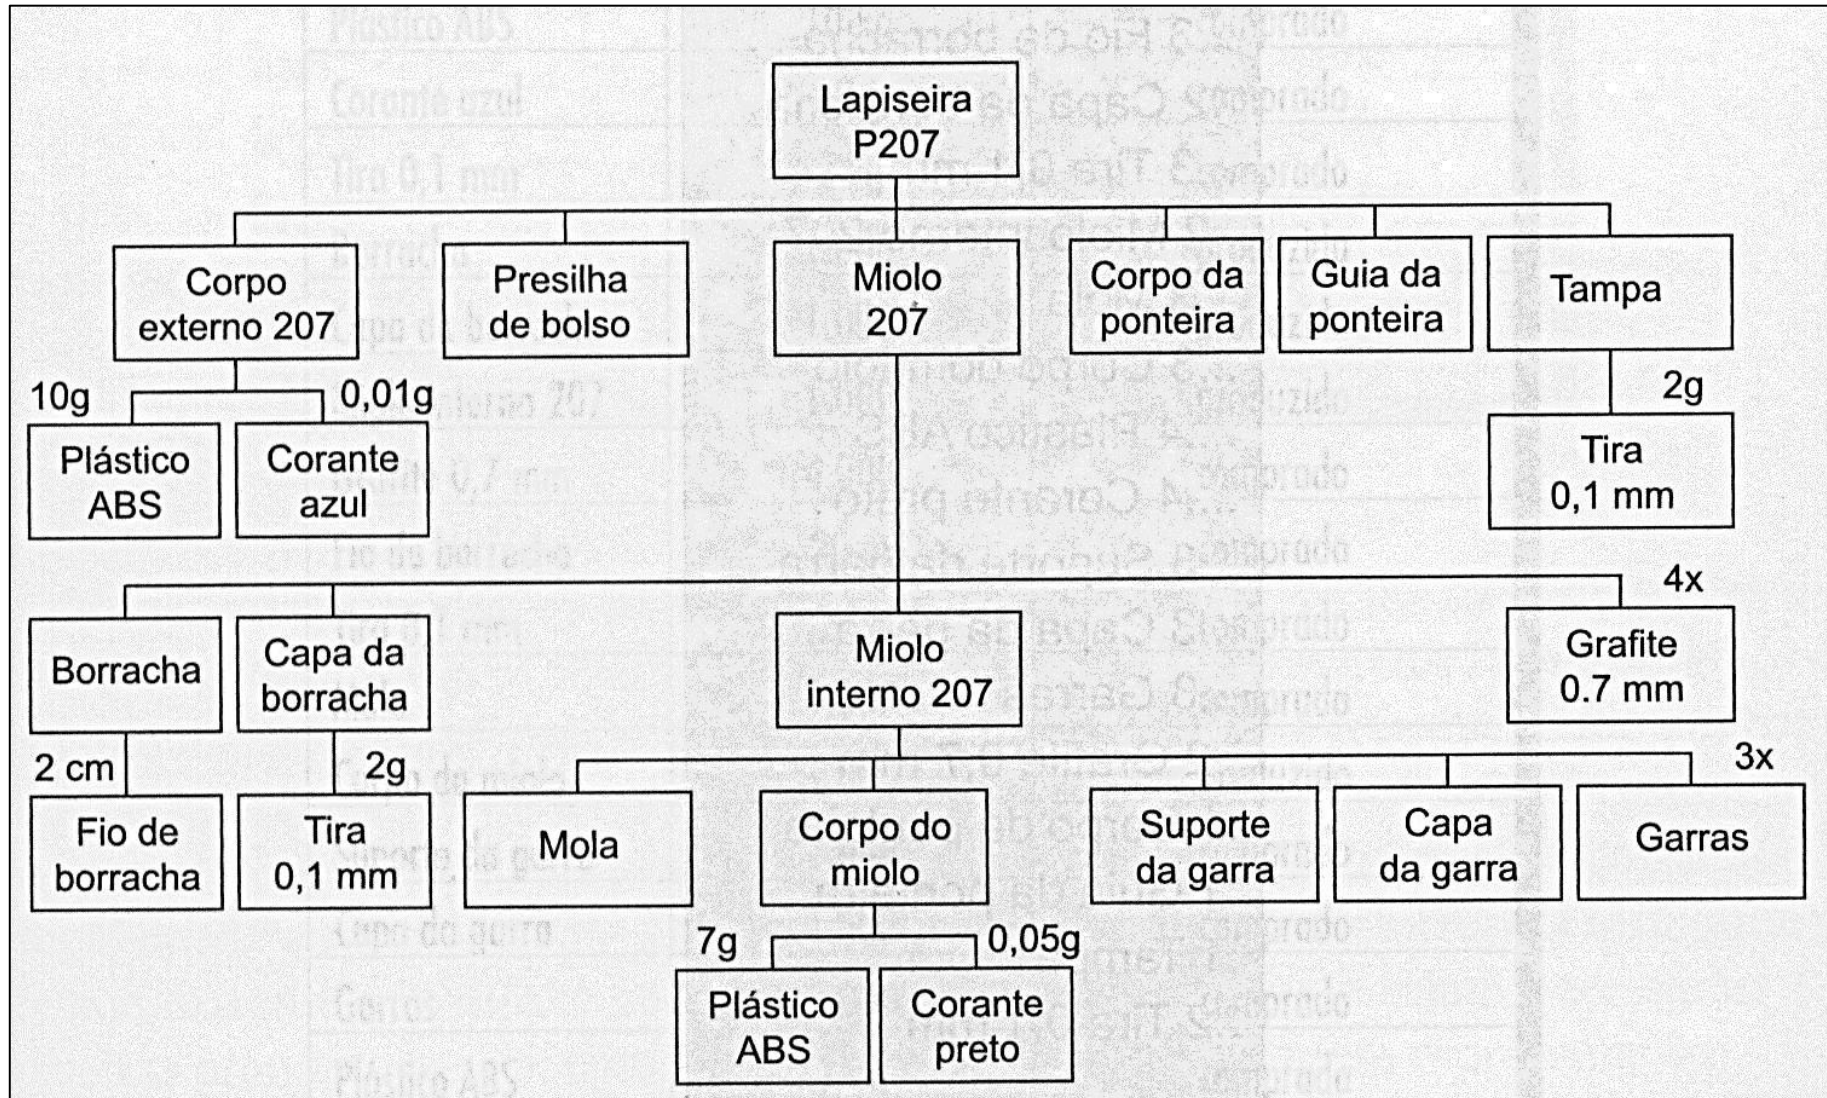 Lapiseira
P207
Corpo
externo 207
Presilha
de bolso
Miolo
207
Corpo da
ponteira
Guia da
ponteira
Tampa
10g
0,01g
2g
Plástico
ABS
Corante
azul
Tira
0,1 mm
4x
Borracha
Capa da
borracha
Miolo
interno 207
Grafite
0.7 mm
2 cm
2g
3x
Fio de
borracha
Tira
0,1 mm
Mola
Corpo do
miolo
Suporte
da garra
Capa
da garra
Garras
7g
0,05g
Plástico
ABS
Corante
preto